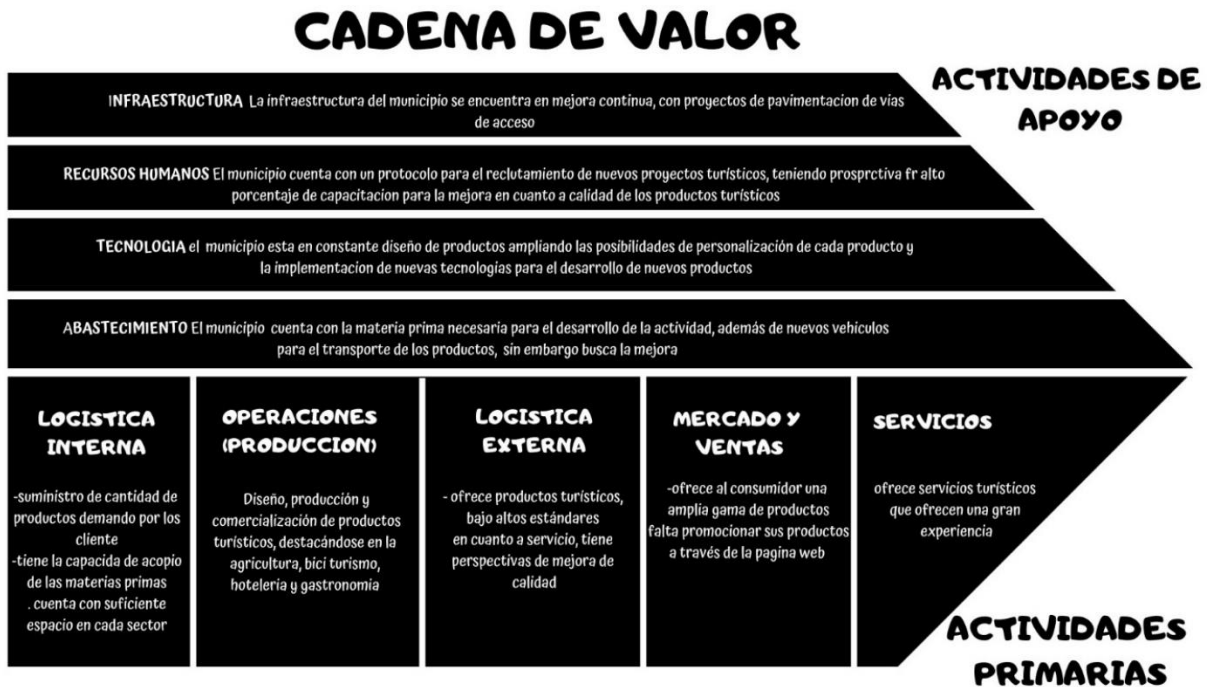 CADENA DE VALOR
ACTIVIDADES DE
APOYO
INFRAESTRUCTURA La infraestructura del municipio se encuentra en mejora continua, con proyectos de pavimentacion de vias
de acceso
RECURSOS HUMANOS El municipio cuenta con un protocolo para el reclutamiento de nuevos proyectos turísticos, teniendo prosprctiva fr alto
porcentaje de capacitacion para la mejora en cuanto a calidad de los productos turísticos
TECNOLOGIA el municipio esta en constante diseño de productos ampliando las posibilidades de personalización de cada producto y
la implementacion de nuevas tecnologias para el desarrollo de nuevos productos
ABASTECIMIENTO El municipio cuenta con la materia prima necesaria para el desarrollo de la actividad, además de nuevos vehiculos
para el transporte de los productos, sin embargo busca la mejora
LOGISTICA
INTERNA
-suministro de cantidad de
productos demando por los
cliente
-tiene la capacida de acopio
de las materias primas
. cuenta con suficiente
espacio en cada sector
OPERACIONES
(PRODUCCION)
Diseño, producción y
comercialización de productos
turísticos, destacándose en la
agricultura, bici turismo,
hoteleria y gastronomia
LOGISTICA
EXTERNA
- ofrece productos turísticos,
bajo altos estándares
en cuanto a servicio, tiene
perspectivas de mejora de
calidad
MERCADO Y
VENTAS
-ofrece al consumidor una
amplia gama de productos
falta promocionar sus productos
a través de la pagina web
SERVICIOS
ofrece servicios turísticos
que ofrecen una gran
experiencia
ACTIVIDADES
PRIMARIAS